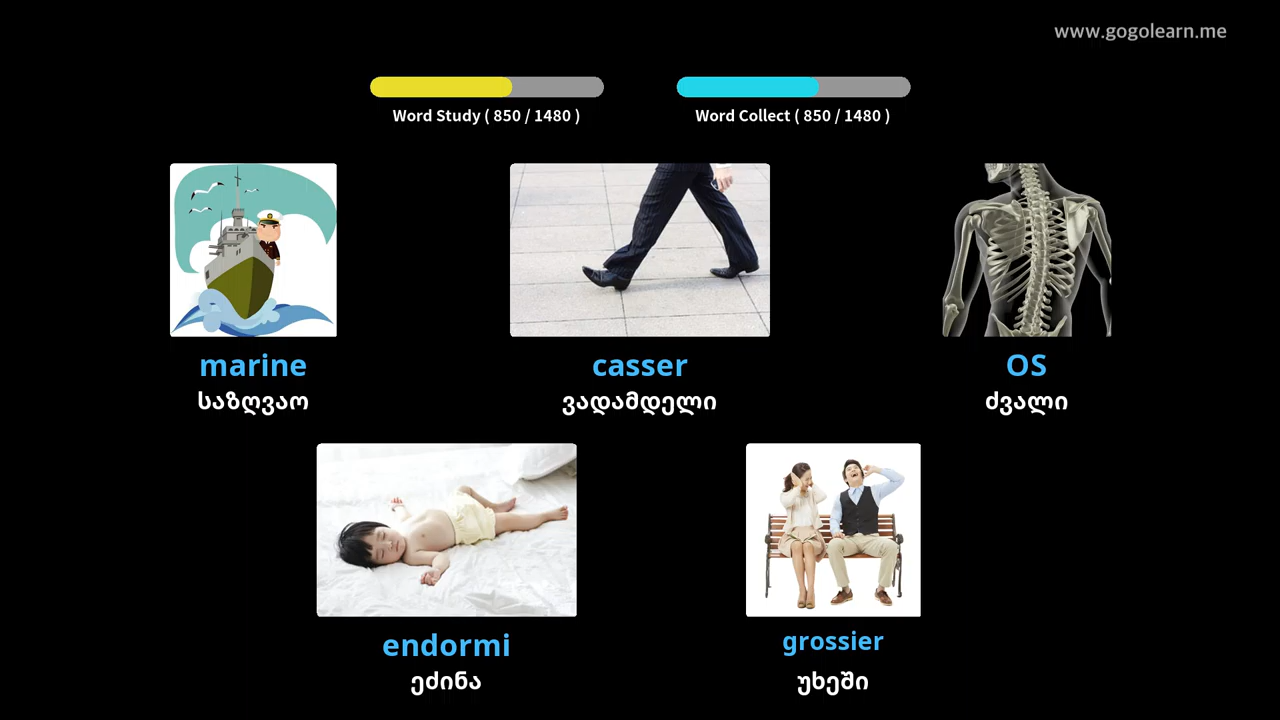 www.gogolearn.me
Word Study ( 850 / 1480 )
Word Collect ( 850 / 1480 )
marine
საზღვაო
casser
ვადამდელი
OS
ძვალი
endormi
ეძინა
grossier
უხეში